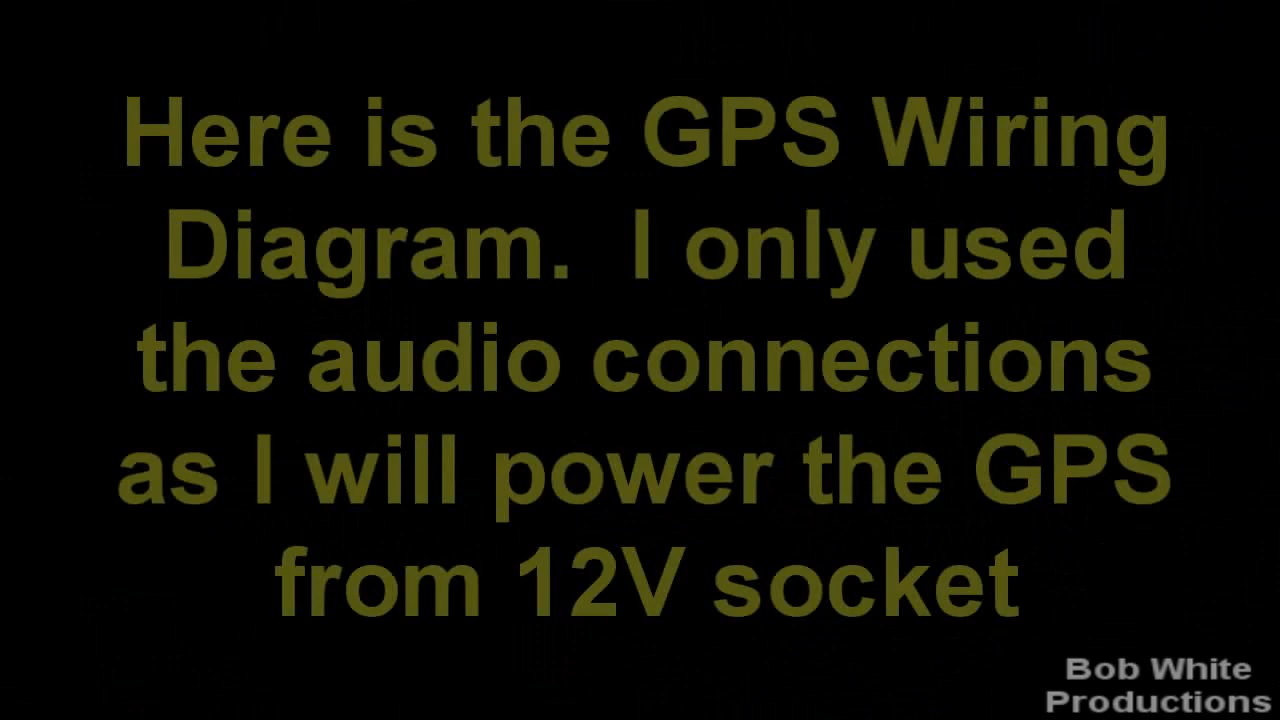 Here is the GPS Wiring
Diagram.  I only used
the audio connections
as I will power the GPS
from 12V socket
Bob White
Productions